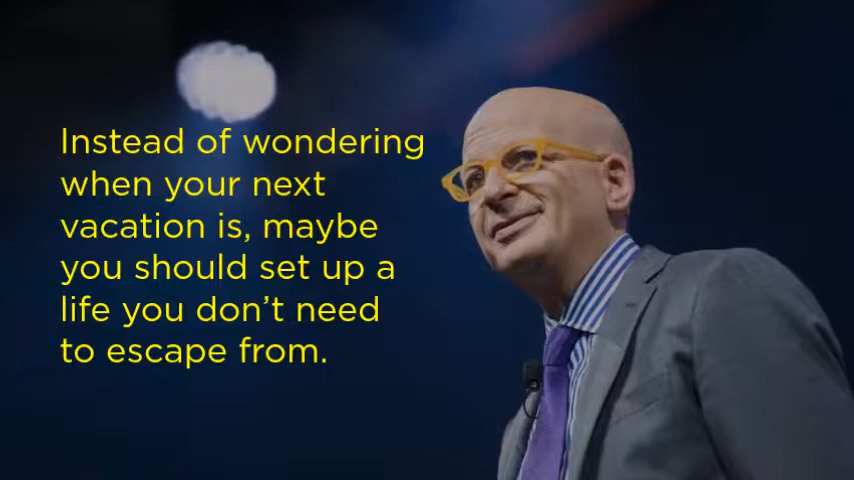 Instead of wondering
when your next
vacation is, maybe
you should set up a
life you don’t need
to escape from.